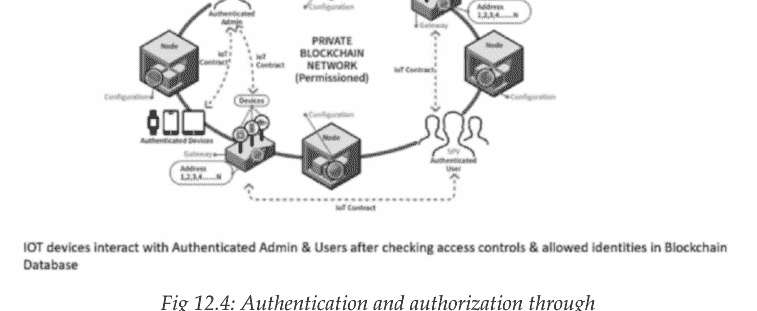 Configuration
Authenticated
Admin
Address
1,2,3,4......N
Gateway
PRIVATE
BLOCKCHAIN
NETWORK
(Permissioned)
Node
IoT
Contract
IoT
Contract
IoT Contract
Node
Configuration
Devices
Configuration
Configuration
Authenticated Devices
Node
SPV
Authenticated
User
Gateway
Address
1,2,3,4......N
IoT Contract
IOT devices interact with Authenticated Admin & Users after checking access controls & allowed identities in Blockchain
Database
Fig 12.4: Authentication and authorization through